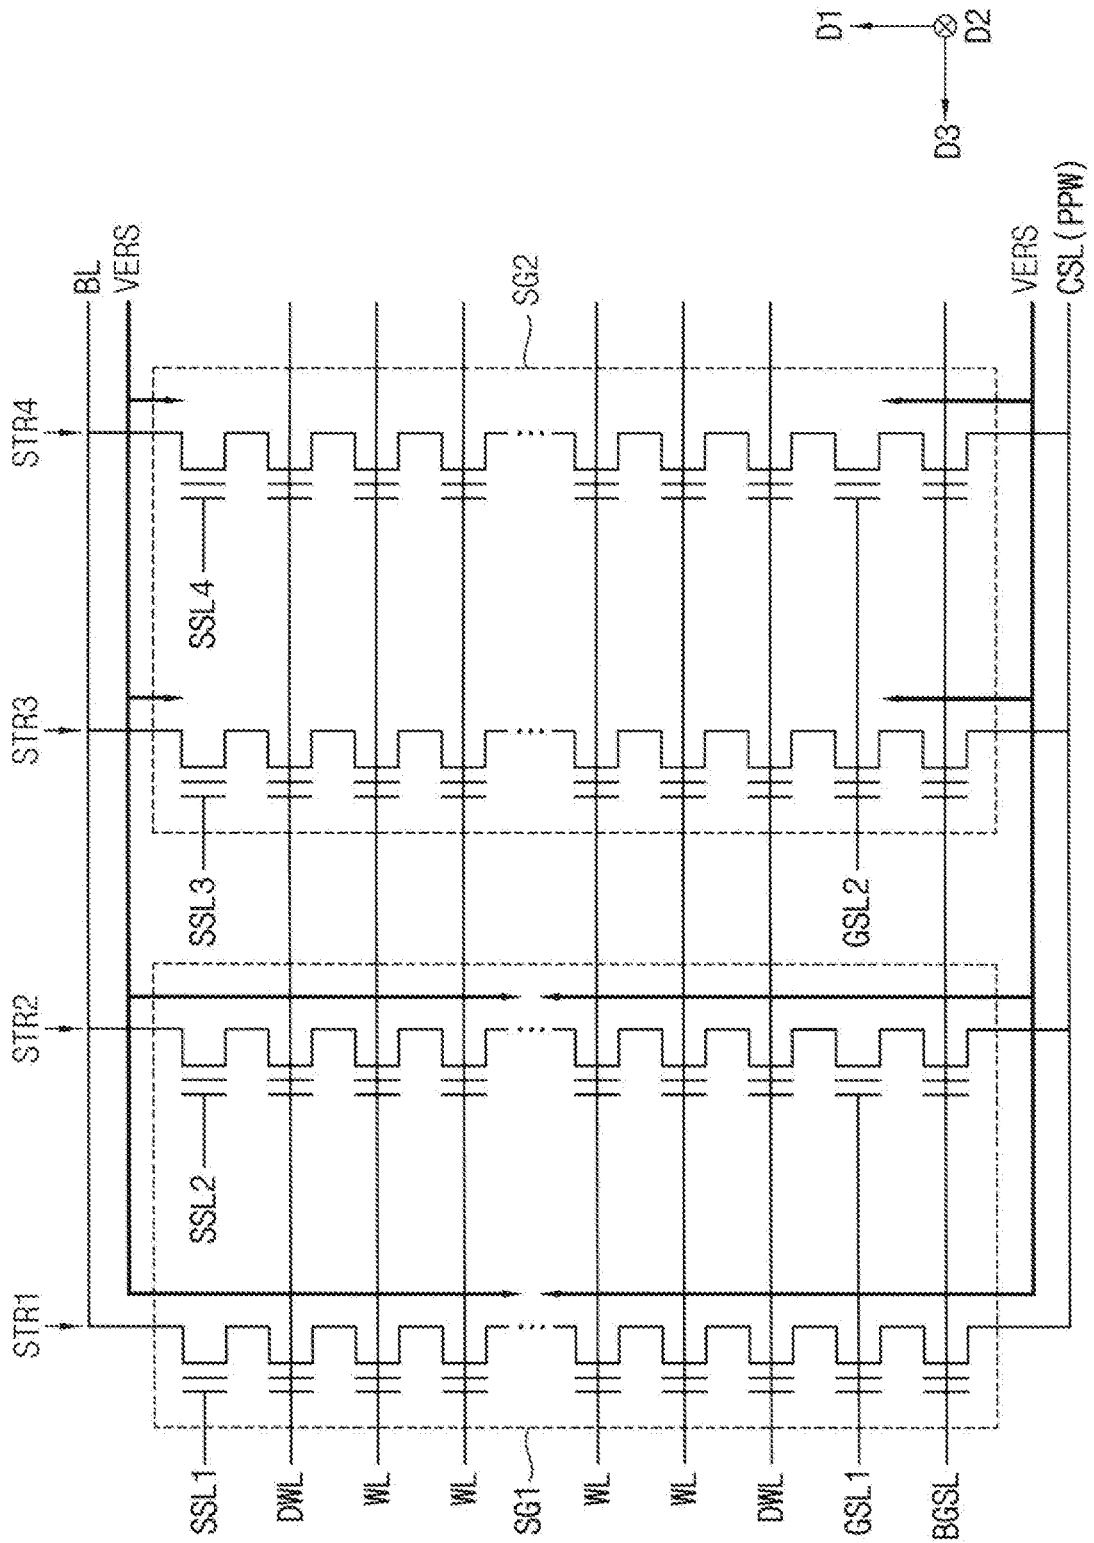 STR1
STR2
STR3
STR4
BL
VERS
SSL1
SSL2
SSL3
SSL4
DWL
WL
WL
SG1
SG2
WL
WL
DWL
GSL1
GSL2
BGSL
VERS
CSL(PPW)
D1
D2
D3